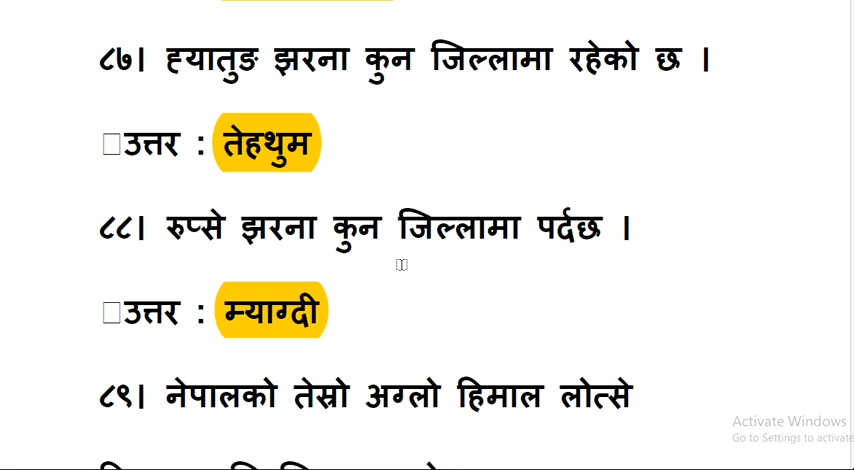 ८७। ह्यातुङ झरना कुन जिल्लामा रहेको छ ।
उत्तर : तेहथुम
८८। रुप्से झरना कुन जिल्लामा पर्दछ ।
उत्तर : म्याग्दी
८९। नेपालको तेस्रो अग्लो हिमाल लोत्से
Activate Windows
Go to Settings to activate